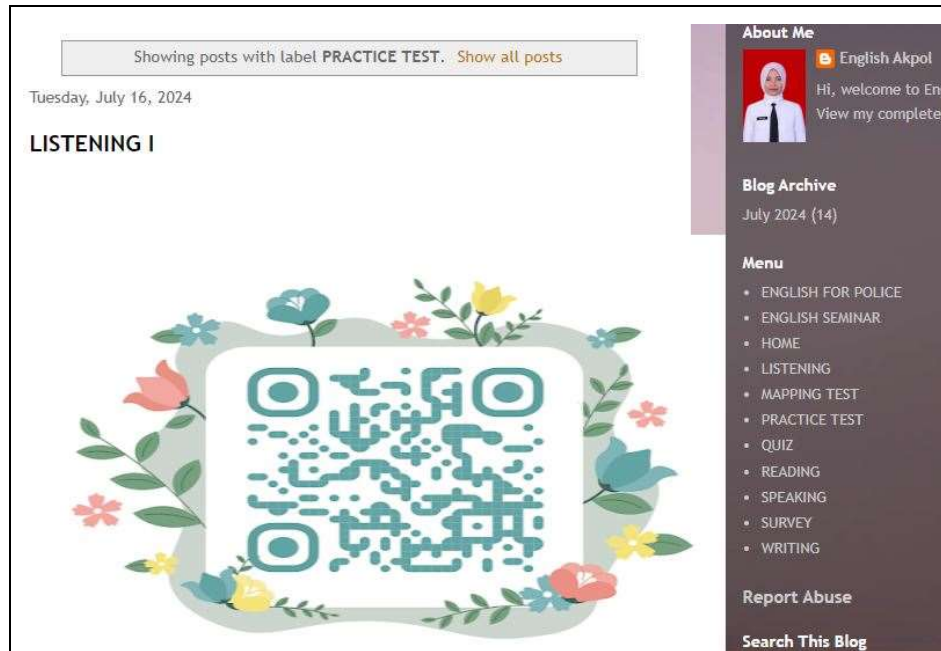 Showing posts with label PRACTICE TEST. Show all posts
Tuesday, July 16, 2024
LISTENING I
About Me
English Akpol
Hi, welcome to
View my complete
Blog Archive
July 2024 (14)
Menu
• ENGLISH FOR POLICE
• ENGLISH SEMINAR
• HOME
• LISTENING
• MAPPING TEST
• PRACTICE TEST
• QUIZ
• READING
• SPEAKING
• SURVEY
• WRITING
Report Abuse
Search This Blog